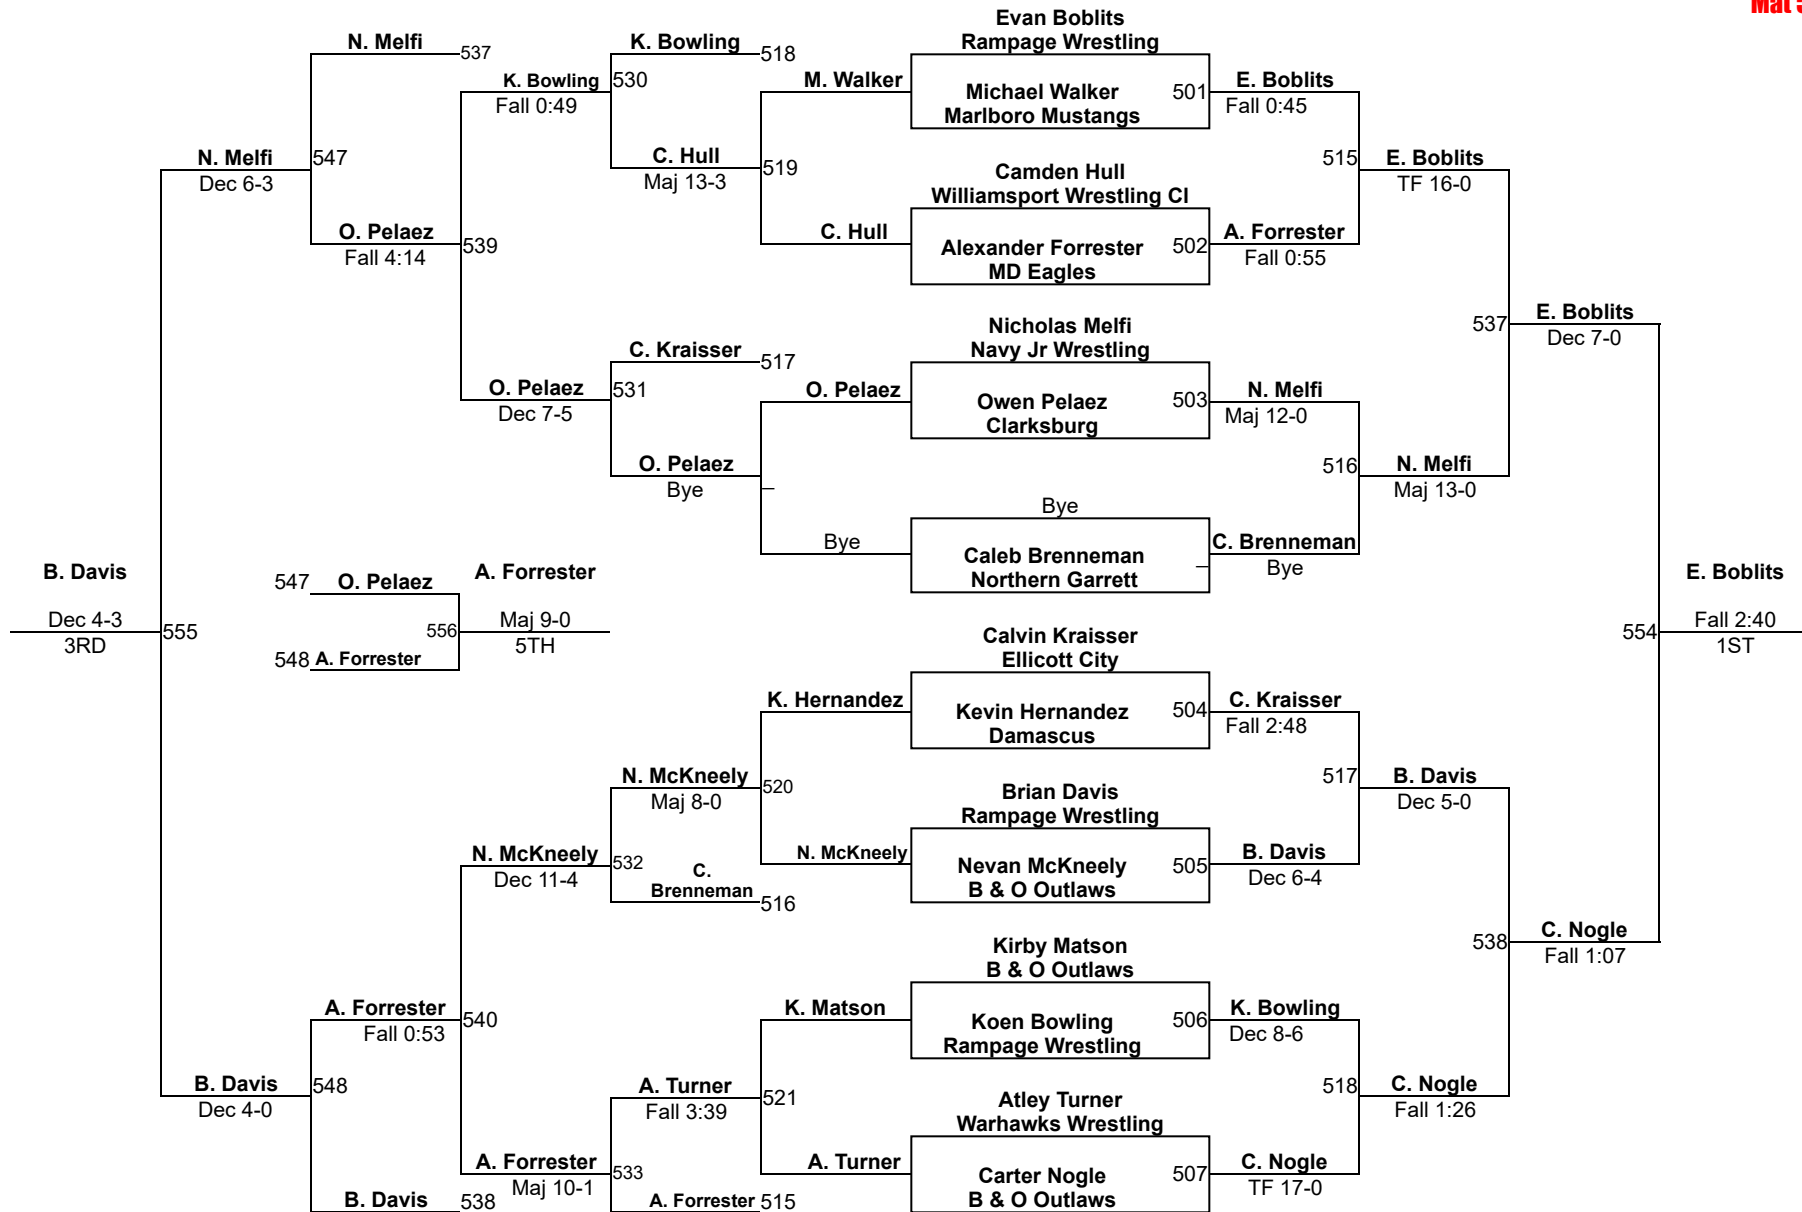 Mat 5
Evan Boblits
Rampage Wrestling
N. Melfi
537
K. Bowling
518
K. Bowling
530
Fall 0:49
M. Walker
Michael Walker
Marlboro Mustangs
501
E. Boblits
Fall 0:45
N. Melfi
547
Dec 6-3
C. Hull
519
Maj 13-3
Camden Hull
Williamsport Wrestling Cl
515
E. Boblits
TF 16-0
O. Pelaez
539
Fall 4:14
C. Hull
Alexander Forrester
MD Eagles
502
A. Forrester
Fall 0:55
Nicholas Melfi
Navy Jr Wrestling
537
E. Boblits
Dec 7-0
C. Kraisser
517
O. Pelaez
531
Dec 7-5
O. Pelaez
Owen Pelaez
Clarksburg
503
N. Melfi
Maj 12-0
O. Pelaez
Bye
516
N. Melfi
Maj 13-0
Bye
Bye
Caleb Brenneman
Northern Garrett
C. Brenneman
Bye
B. Davis
Dec 4-3
3RD
555
547
O. Pelaez
A. Forrester
556
Maj 9-0
5TH
548
A. Forrester
E. Boblits
554
Fall 2:40
1ST
Calvin Kraisser
Ellicott City
K. Hernandez
Kevin Hernandez
Damascus
504
C. Kraisser
Fall 2:48
N. McKneely
520
Maj 8-0
Brian Davis
Rampage Wrestling
517
B. Davis
Dec 5-0
N. McKneely
532
Dec 11-4
N. McKneely
Nevan McKneely
B & O Outlaws
505
B. Davis
Dec 6-4
C.
Brenneman
516
Kirby Matson
B & O Outlaws
538
C. Nogle
Fall 1:07
A. Forrester
540
Fall 0:53
K. Matson
Koen Bowling
Rampage Wrestling
506
K. Bowling
Dec 8-6
B. Davis
548
Dec 4-0
A. Turner
521
Fall 3:39
Atley Turner
Warhawks Wrestling
518
C. Nogle
Fall 1:26
A. Forrester
533
Maj 10-1
A. Turner
Carter Nogle
B & O Outlaws
507
C. Nogle
TF 17-0
B. Davis
538
A. Forrester
515